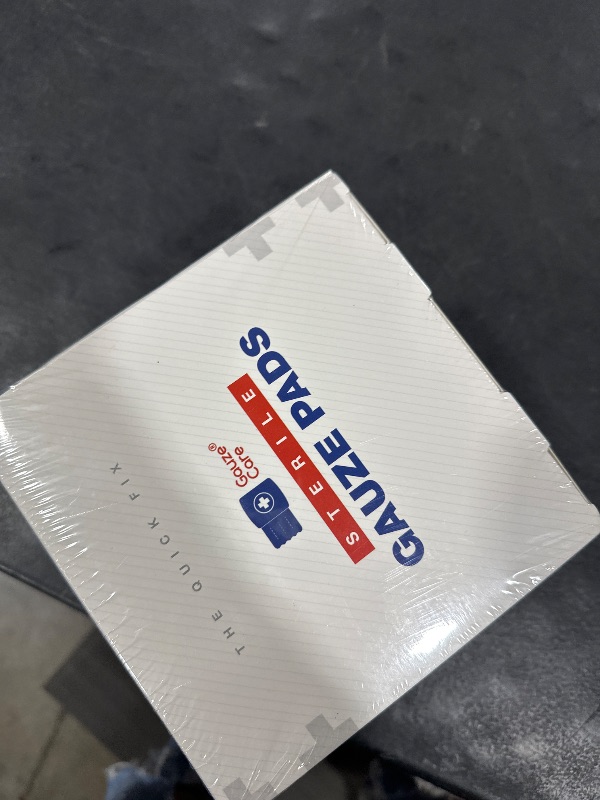 THE QUICK FIX
Gauze®
Care
STERILE
GAUZE PADS